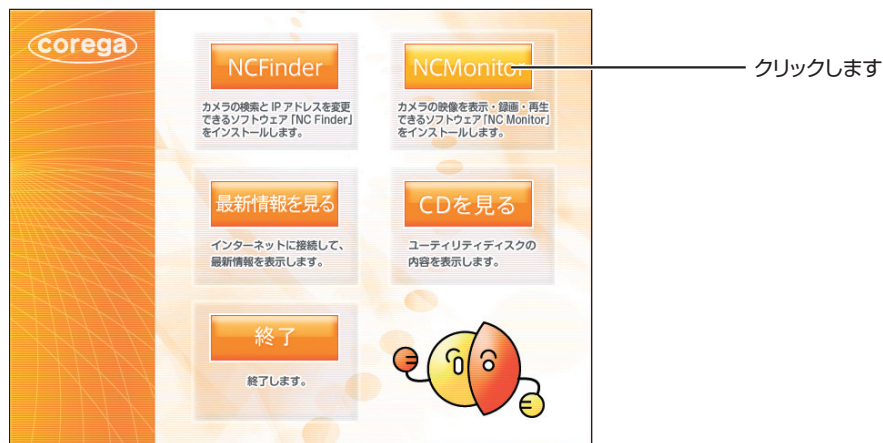 corega
NCFinder
カメラの検索と IP アドレスを変更
できるソフトウェア「NC Finder」
をインストールします。
NCMonitor
カメラの映像を表示・録画・再生
できるソフトウェア「NC Monitor」
をインストールします。
クリックします
最新情報を見る
インターネットに接続して、
最新情報を表示します。
CDを見る
ユーティリティディスクの
内容を表示します。
終了
終了します。